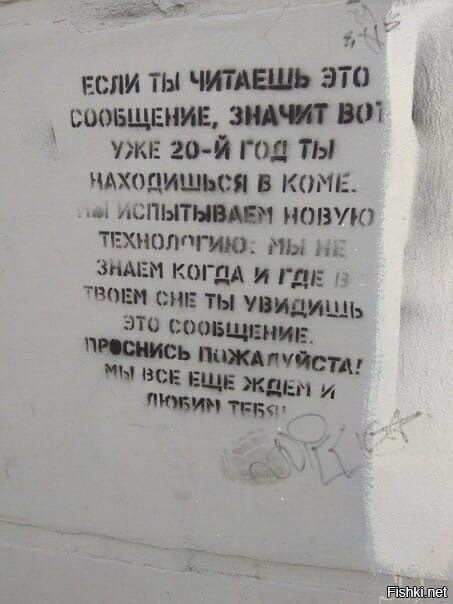 ЕСЛИ ТЫ ЧИТАЕШЬ ЭТО
СООБЩЕНИЕ, ЗНАЧИТ ВОТ
УЖЕ 20-Й ГОД ТЫ
НАХОДИШЬСЯ В КОМЕ.
МЫ ИСПЫТЫВАЕМ НОВУЮ
ТЕХНОЛОГИЮ: МЫ НЕ
ЗНАЕМ КОГДА И ГДЕ В
ТВОЕМ СНЕ ТЫ УВИДИШЬ
ЭТО СООБЩЕНИЕ.
ПРОСНИСЬ ПОЖАЛУЙСТА!
МЫ ВСЕ ЕЩЕ ЖДЕМ И
ЛЮБИМ ТЕБЯ!
Fishki.net